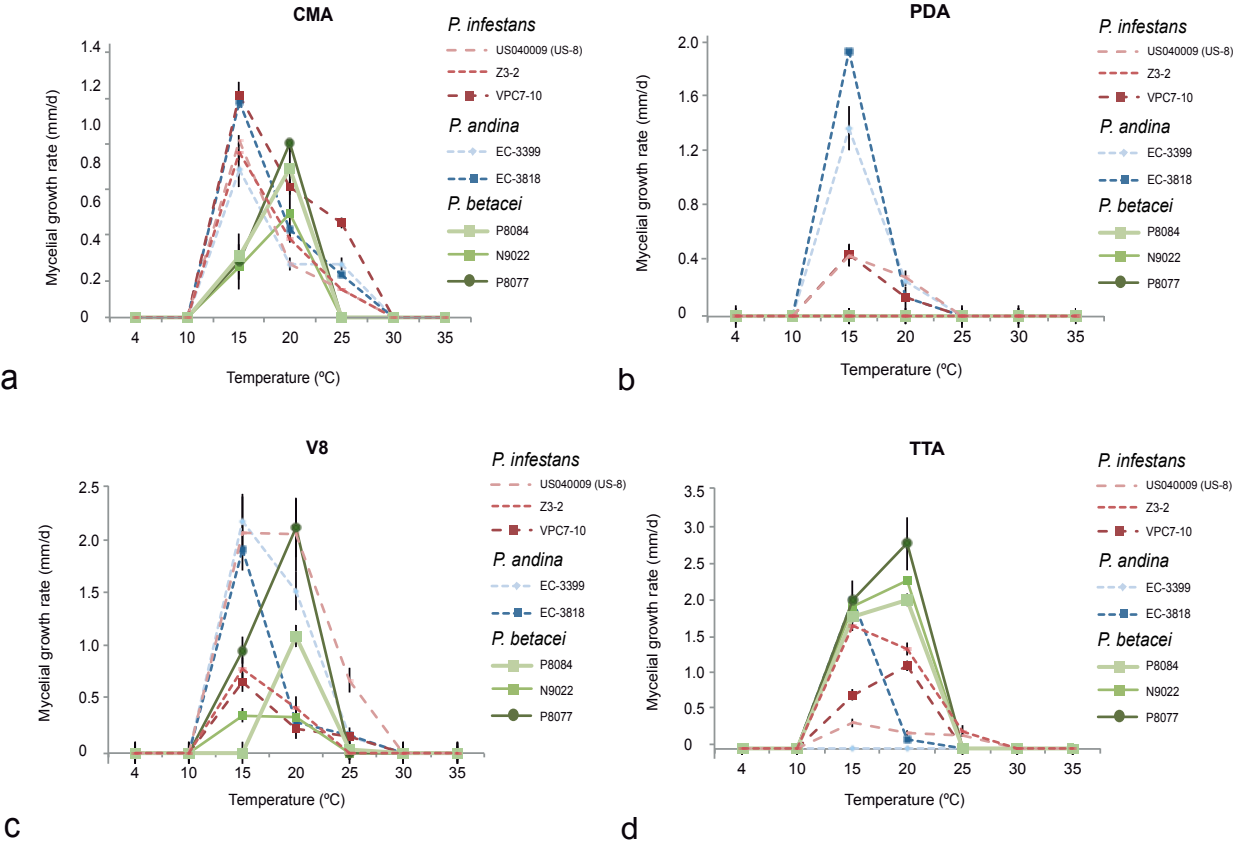 CMA
P. infestans
US040009 (US-8)
Z3-2
VPC7-10
P. andina
EC-3399
EC-3818
P. betacei
P8084
N9022
P8077
Mycelial growth rate (mm/d)
1.4
1.2
1.0
0.8
0.6
0.4
0.2
0
4 10 15 20 25 30 35
Temperature (ºC)
a
PDA
P. infestans
US040009 (US-8)
Z3-2
VPC7-10
P. andina
EC-3399
EC-3818
P. betacei
P8084
N9022
P8077
Mycelial growth rate (mm/d)
2.0
1.6
1.2
0.8
0.4
0
4 10 15 20 25 30 35
Temperature (ºC)
b
V8
P. infestans
US040009 (US-8)
Z3-2
VPC7-10
P. andina
EC-3399
EC-3818
P. betacei
P8084
N9022
P8077
Mycelial growth rate (mm/d)
2.5
2.0
1.5
1.0
0.5
0
4 10 15 20 25 30 35
Temperature (ºC)
c
TTA
P. infestans
US040009 (US-8)
Z3-2
VPC7-10
P. andina
EC-3399
EC-3818
P. betacei
P8084
N9022
P8077
Mycelial growth rate (mm/d)
3.5
3.0
2.5
2.0
1.5
1.0
0.5
0
4 10 15 20 25 30 35
Temperature (ºC)
d